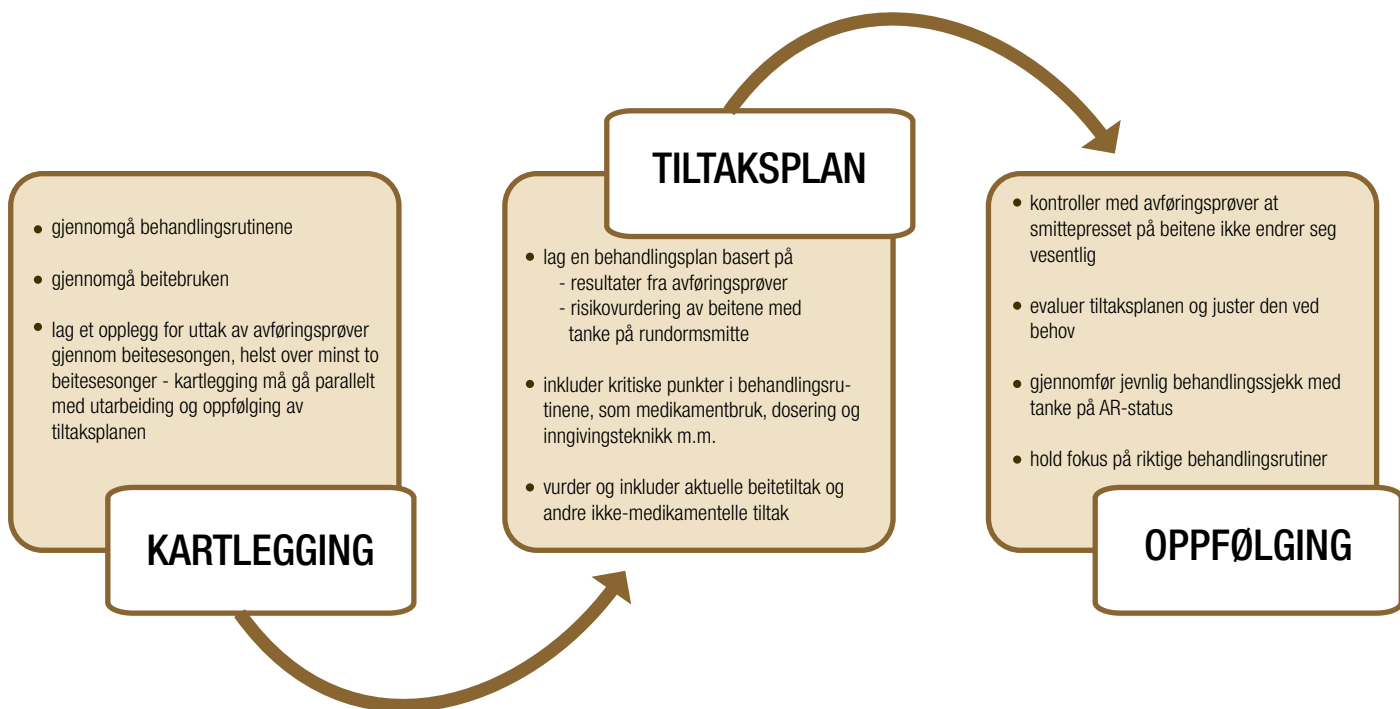 • gjennomgå behandlingsrutinene
• gjennomgå beitebruken
• lag et opplegg for uttak av avføringsprøver
gjennom beitesesongen, helst over minst to
beitesesonger - kartlegging må gå parallelt
med utarbeiding og oppfølging av
tiltaksplanen
KARTLEGGING
TILTAKSPLAN
• lag en behandlingsplan basert på
- resultater fra avføringsprøver
- risikovurdering av beitene med
tanke på rundormsmitte
• inkluder kritiske punkter i behandlingsru-
tinene, som medikamentbruk, dosering og
inngivingsteknikk m.m.
• vurder og inkluder aktuelle beitetiltak og
andre ikke-medikamentelle tiltak
• kontroller med avføringsprøver at
smittepresset på beitene ikke endrer seg
vesentlig
• evaluer tiltaksplanen og juster den ved
behov
• gjennomfør jevnlig behandlingssjekk med
tanke på AR-status
• hold fokus på riktige behandlingsrutiner
OPPFØLGING